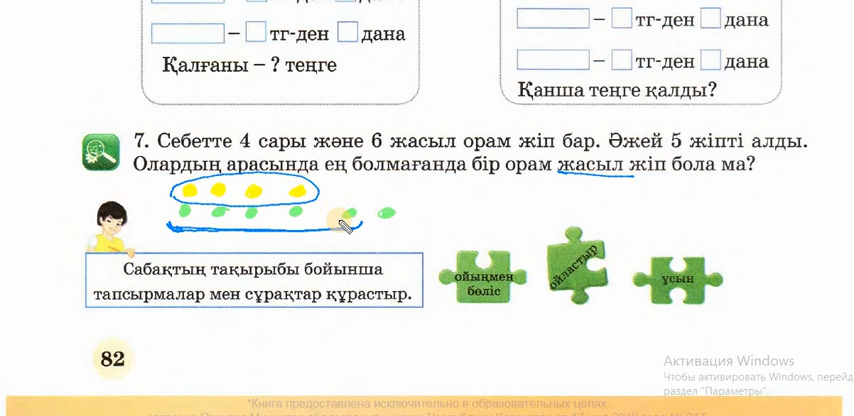 – тг-ден дана
– тг-ден дана
Қалғаны – ? теңге
– тг-ден дана
Қанша теңге қалды?
7. Себетте 4 сары және 6 жасыл орам жіп бар. Әжей 5 жіпті алды.
Олардың арасында ең болмағанда бір орам жасыл жіп бола ма?
Сабақтың тақырыбы бойынша
тапсырмалар мен сұрақтар құрастыр.
ойыңмен
бөліс
ойластыр
ұсын
82
Активация Windows
Чтобы активировать Windows, перейд
раздел "Параметры".
*Книга предоставлена исключительно в образовательных целях